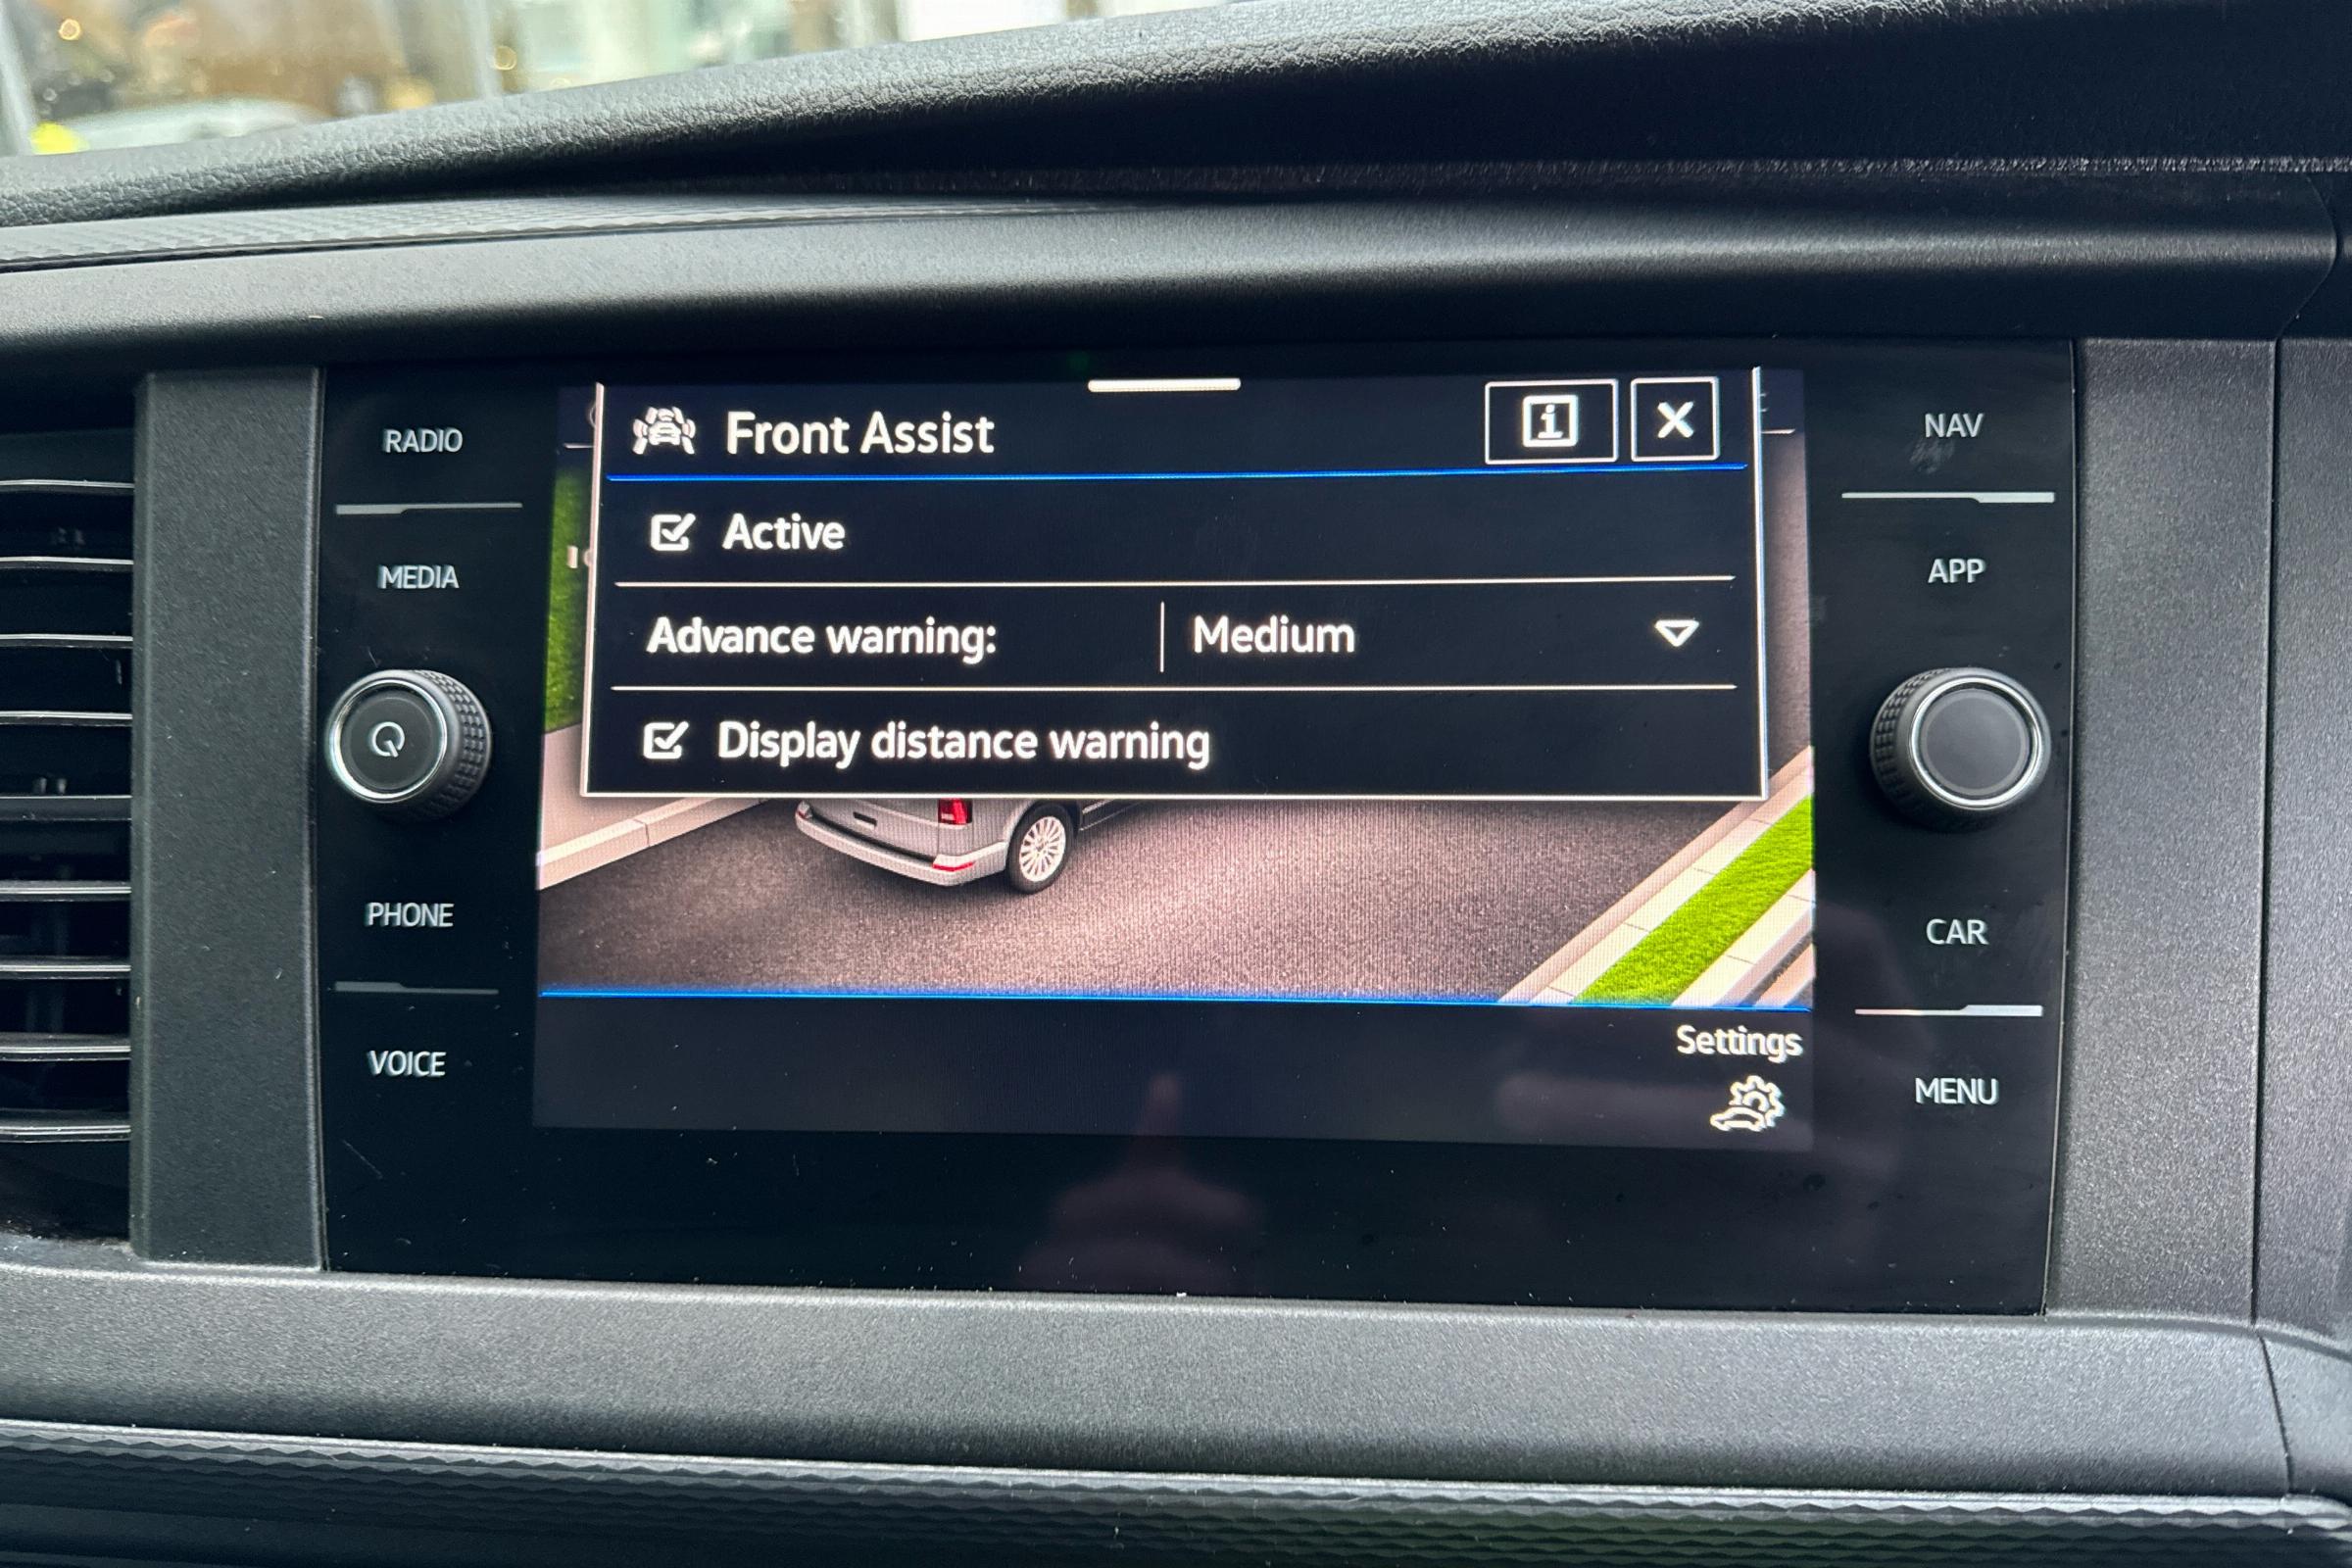 RADIO
MEDIA
PHONE
VOICE
Front Assist
Active
Advance warning: Medium
Display distance warning
Settings
NAV
APP
CAR
MENU